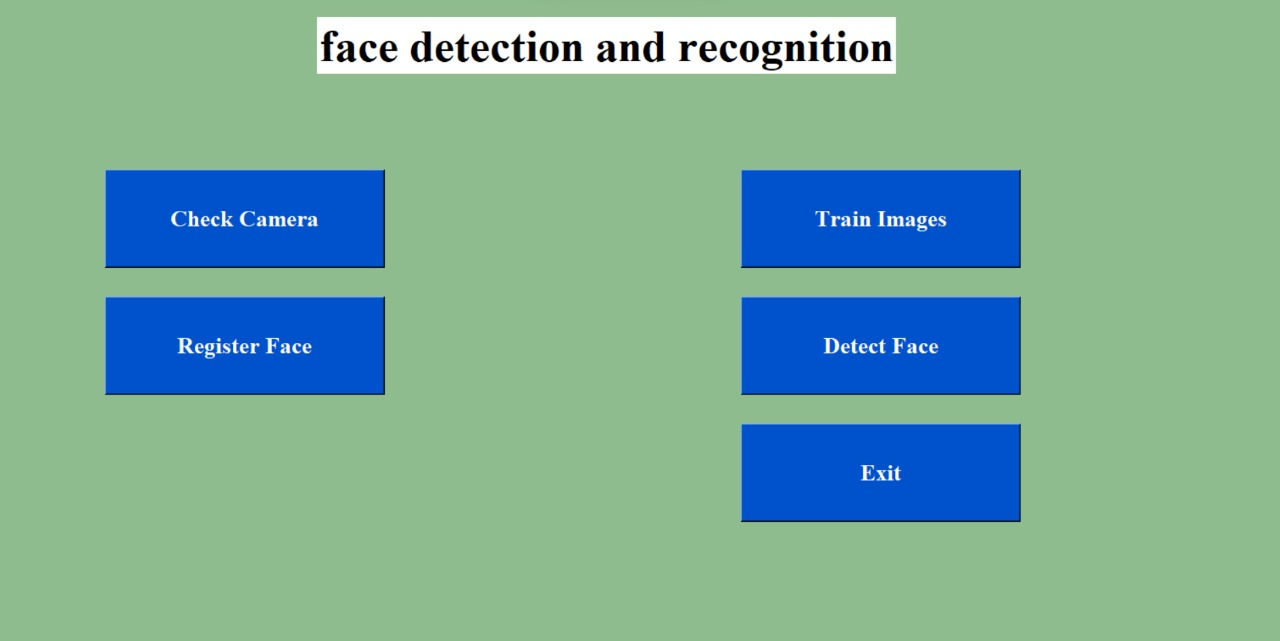 face detection and recognition
Check Camera
Train Images
Register Face
Detect Face
Exit